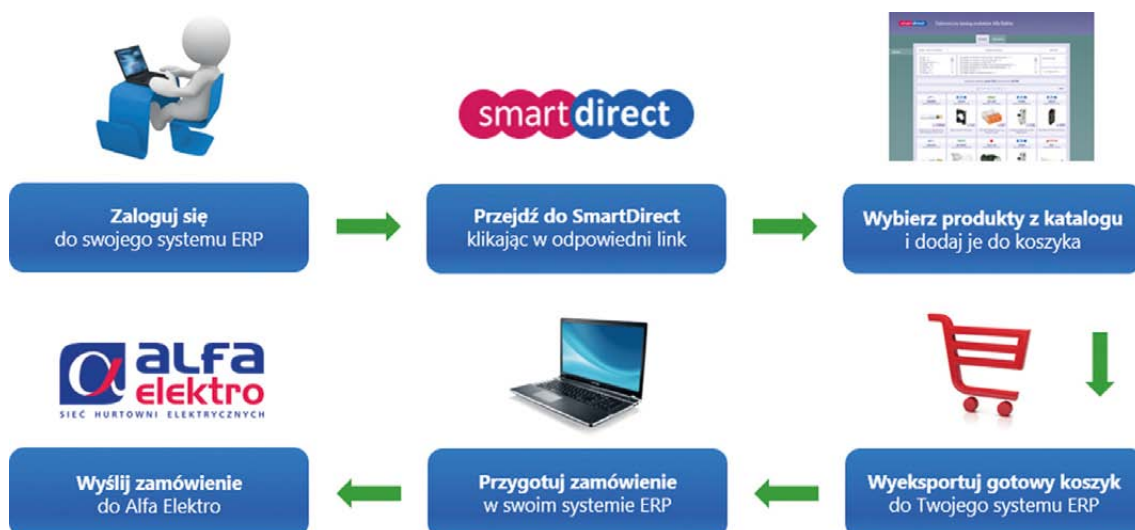 smartdirect
smartdirect
Zaloguj się
do swojego systemu ERP
Przejdź do SmartDirect
klikając w odpowiedni link
Wybierz produkty z katalogu
i dodaj je do koszyka
alfa
elektro
SIEĆ HURTOWNI ELEKTRYCZNYCH
Wyślij zamówienie
do Alfa Elektro
Przygotuj zamówienie
w swoim systemie ERP
Wyeksportuj gotowy koszyk
do Twojego systemu ERP